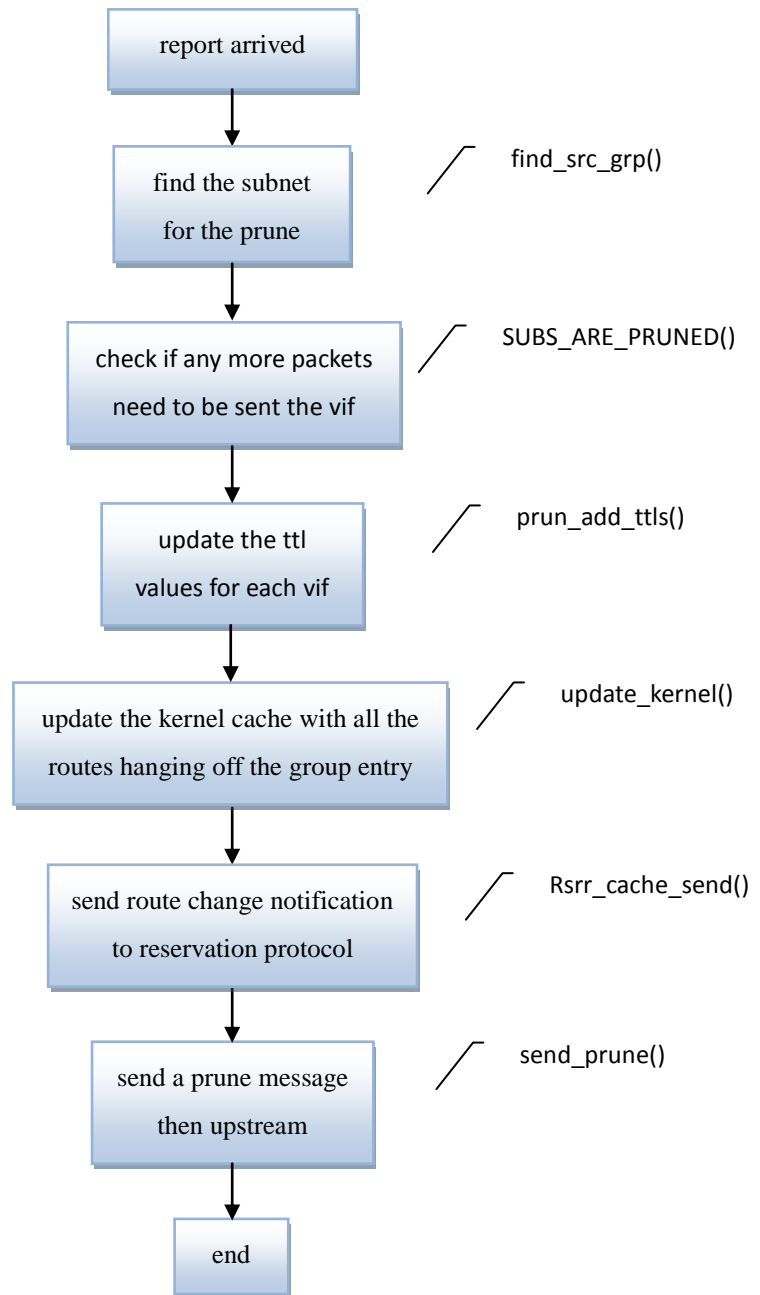 report arrived
find the subnet
for the prune
find_src_grp()
check if any more packets
need to be sent the vif
SUBS_ARE_PRUNED()
update the ttl
values for each vif
prun_add_ttls()
update the kernel cache with all the
routes hanging off the group entry
update_kernel()
send route change notification
to reservation protocol
Rsrr_cache_send()
send a prune message
then upstream
send_prune()
end